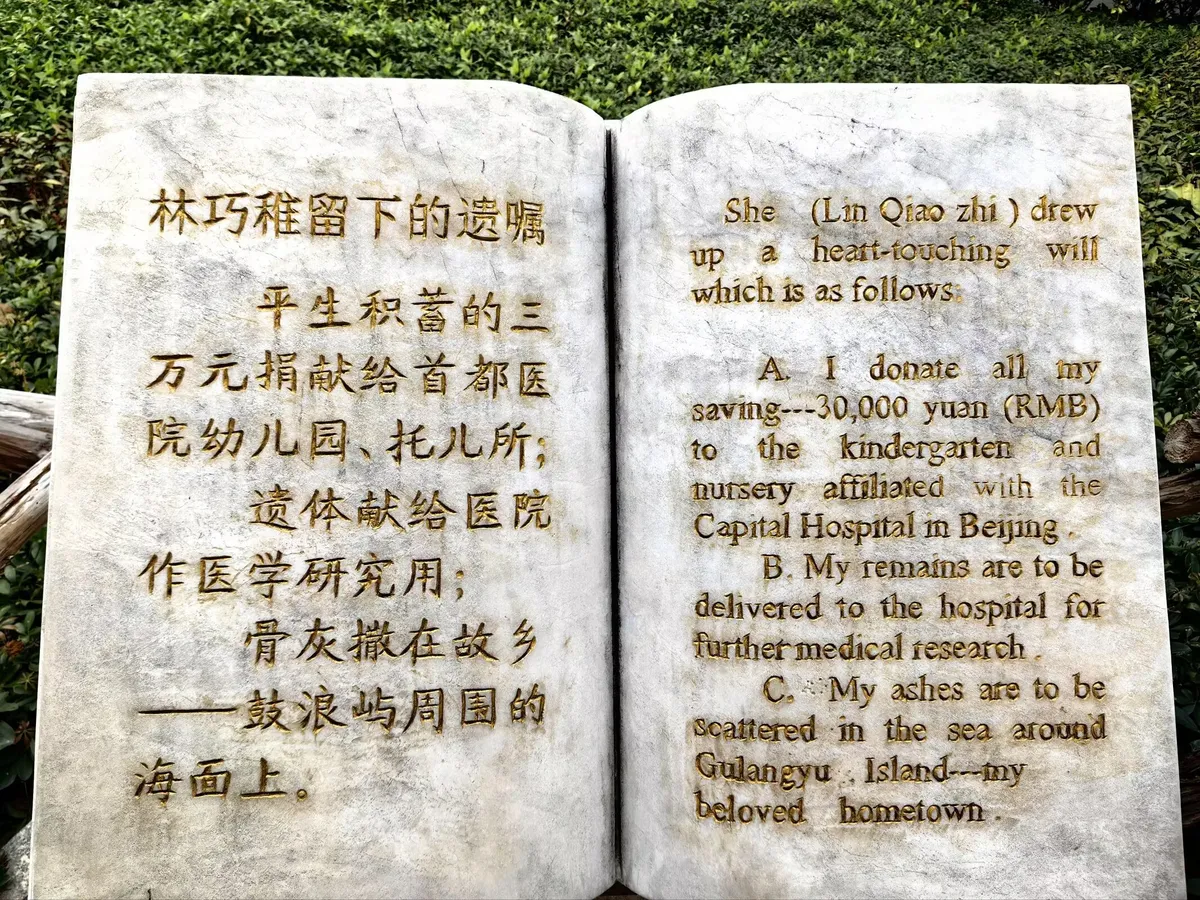 林巧稚留下的遗嘱
平生积蓄的三
万元捐献给首都医
院幼儿园、托儿所；
遗体献给医院
作医学研究用；
骨灰撒在故乡
——鼓浪屿周围的
海面上。
She (Lin Qiao zhi ) drew
up a heart-touching will
which is as follows:
A. I donate all my
saving---30,000 yuan (RMB)
to the kindergarten and
nursery affiliated with the
Capital Hospital in Beijing .
B. My remains are to be
delivered to the hospital for
further medical research .
C. My ashes are to be
scattered in the sea around
Gulangyu . Island---my
beloved hometown .